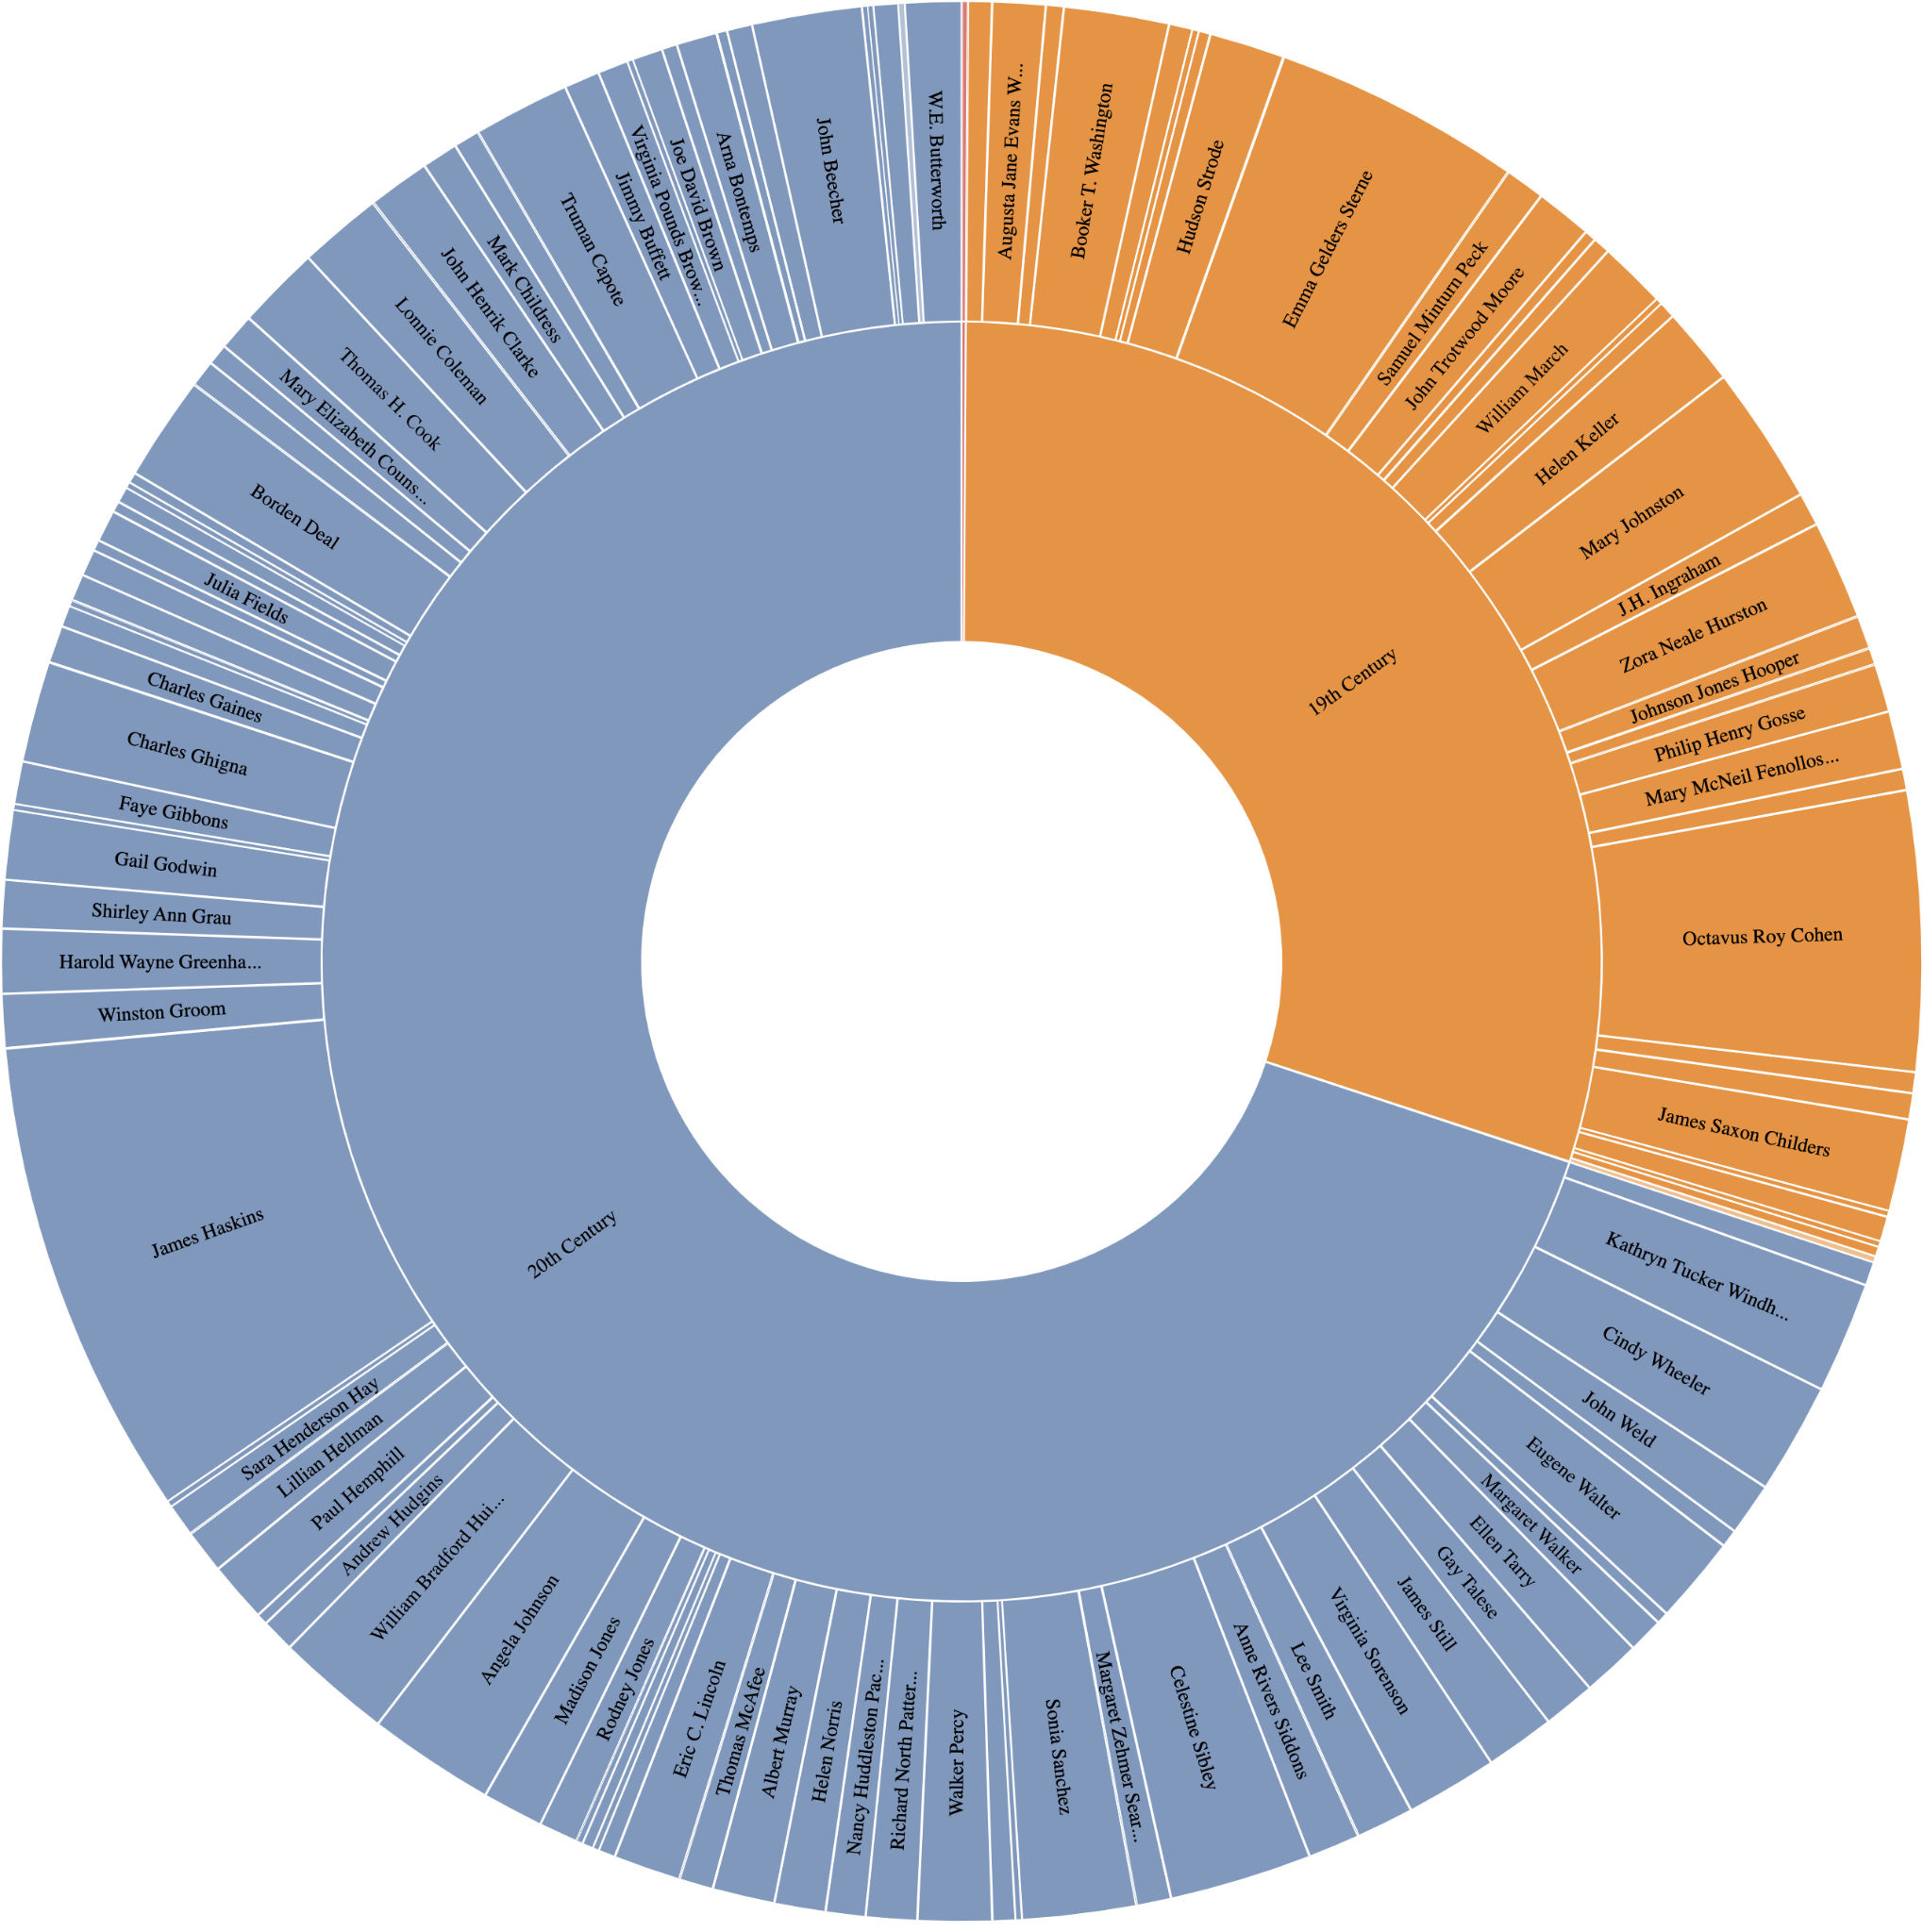 19th Century
20th Century
Augusta Jane Evans W...
Booker T. Washington
Hudson Strode
Emma Gelders Sterne
Samuel Minturn Peck
John Trotwood Moore
William March
Helen Keller
Mary Johnston
J.H. Ingraham
Zora Neale Hurston
Johnson Jones Hooper
Philip Henry Gosse
Mary McNeil Fenollos...
Octavus Roy Cohen
James Saxon Childers
Kathryn Tucker Windh...
Cindy Wheeler
John Weld
Eugene Walter
Margaret Walker
Ellen Tarry
Gay Talese
James Still
Virginia Sorenson
Lee Smith
Anne Rivers Siddons
Celestine Sibley
Margaret Zehmer Sear...
Sonia Sanchez
Walker Percy
Richard North Patter...
Nancy Huddleston Pac...
Helen Norris
Albert Murray
Thomas McAfee
Eric C. Lincoln
Rodney Jones
Madison Jones
Angela Johnson
William Bradford Hui...
Andrew Hudgins
Paul Hemphill
Lillian Hellman
Sara Henderson Hay
James Haskins
Winston Groom
Harold Wayne Greenha...
Shirley Ann Grau
Gail Godwin
Faye Gibbons
Charles Ghigna
Charles Gaines
Julia Fields
Borden Deal
Mary Elizabeth Couns...
Thomas H. Cook
Lonnie Coleman
John Henrik Clarke
Mark Childress
Truman Capote
Jimmy Buffett
Virginia Pounds Brow...
Joe David Brown
Arna Bontemps
John Beecher
W.E. Butterworth